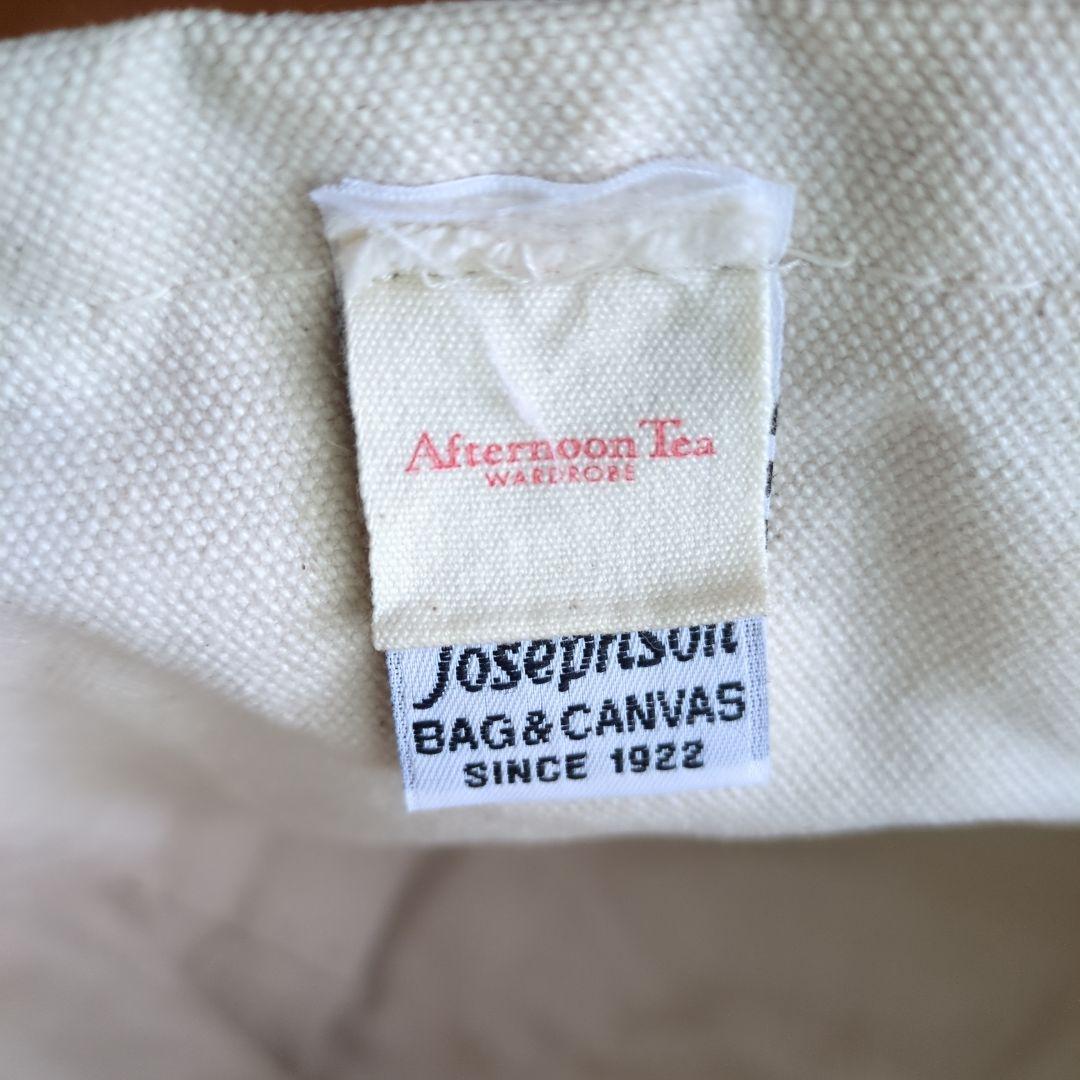 Afternoon Tea
WARDROBE
Josephson
BAG&CANVAS
SINCE 1922